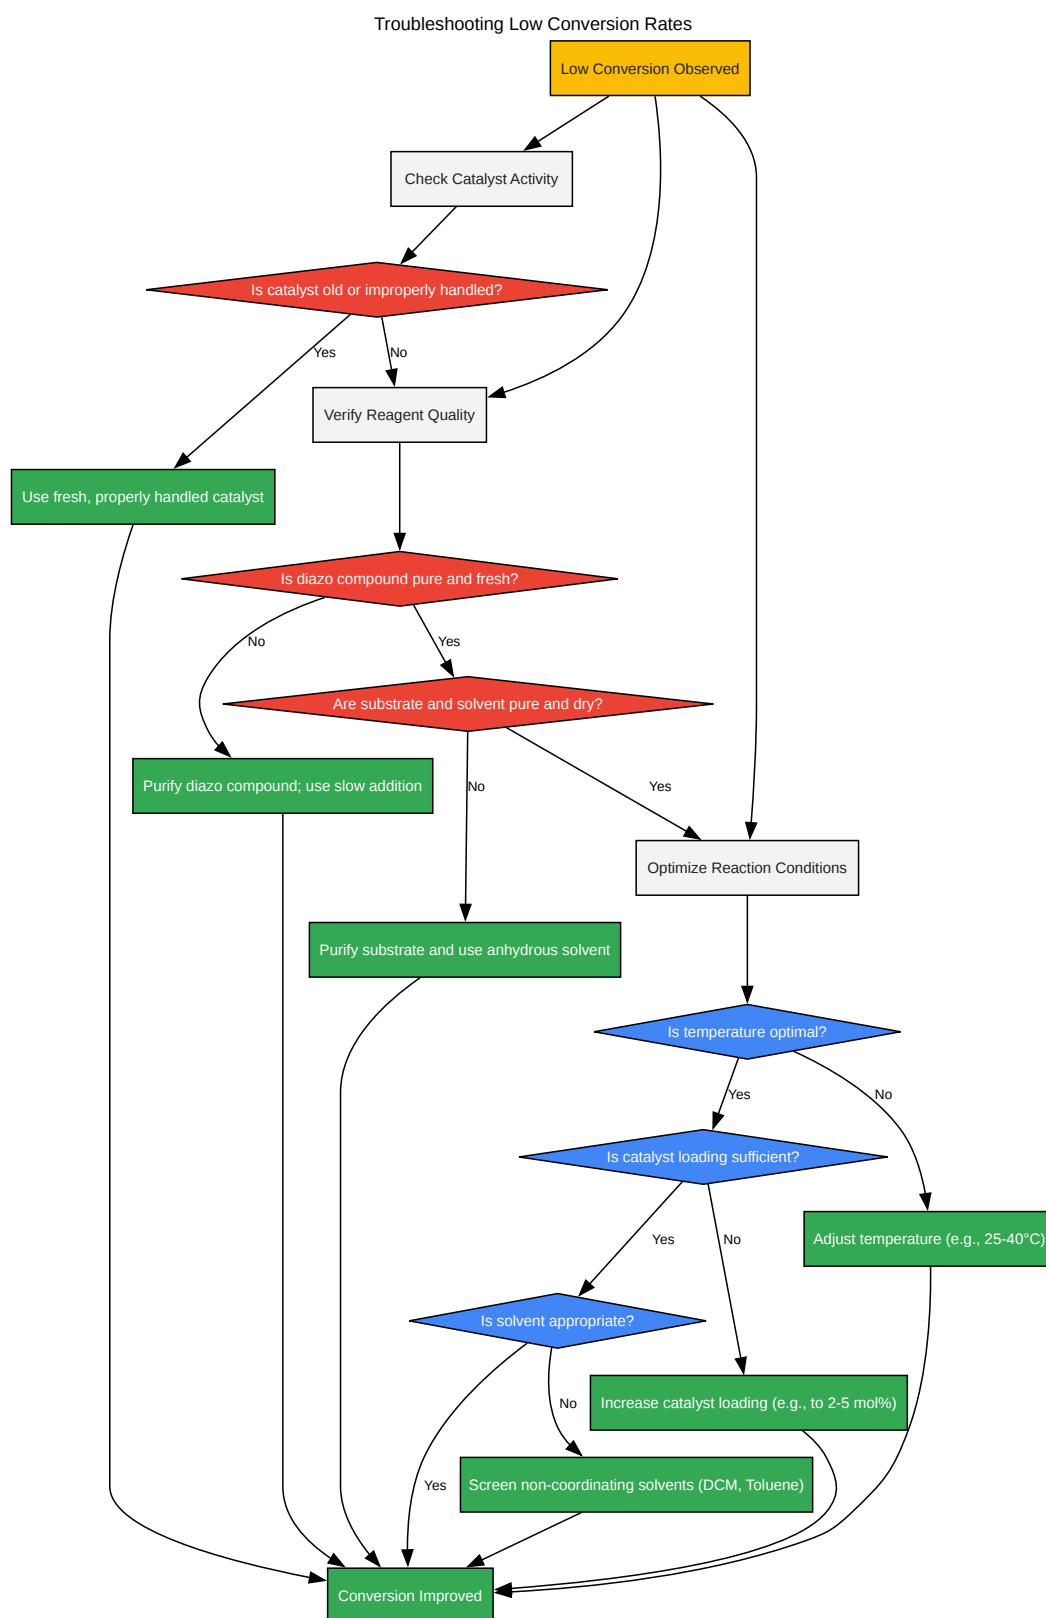 Troubleshooting Low Conversion Rates
Low Conversion Observed
Check Catalyst Activity
Is catalyst old or improperly handled?
Yes
No
Verify Reagent Quality
Use fresh, properly handled catalyst
Is diazo compound pure and fresh?
No
Yes
Are substrate and solvent pure and dry?
Purify diazo compound; use slow addition
No
Yes
Optimize Reaction Conditions
Purify substrate and use anhydrous solvent
Is temperature optimal?
Yes
No
Is catalyst loading sufficient?
Yes
No
Adjust temperature (e.g., 25-40°C)
Is solvent appropriate?
Increase catalyst loading (e.g., to 2-5 mol%)
No
Yes
Screen non-coordinating solvents (DCM, Toluene)
Conversion Improved